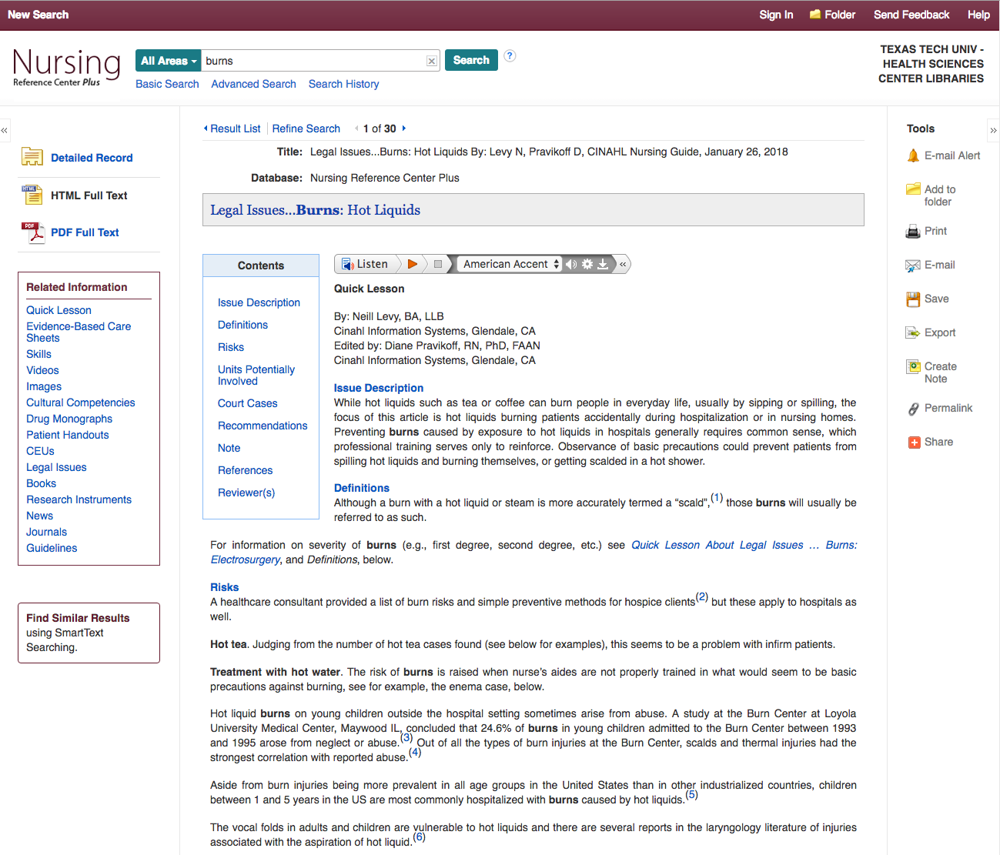 New Search
Sign In
Folder
Send Feedback
Help
Nursing
Reference Center Plus
All Areas
burns
Search
?
Basic Search
Advanced Search
Search History
TEXAS TECH UNIV -
HEALTH SCIENCES
CENTER LIBRARIES
«
Detailed Record
HTML
HTML Full Text
PDF
PDF Full Text
Related Information
Quick Lesson
Evidence-Based Care
Sheets
Skills
Videos
Images
Cultural Competencies
Drug Monographs
Patient Handouts
CEUs
Legal Issues
Books
Research Instruments
News
Journals
Guidelines
Find Similar Results
using SmartText
Searching.
Result List
Refine Search
1 of 30
Title: Legal Issues...Burns: Hot Liquids By: Levy N, Pravikoff D, CINAHL Nursing Guide, January 26, 2018
Database: Nursing Reference Center Plus
Legal Issues...Burns: Hot Liquids
Contents
Issue Description
Definitions
Risks
Units Potentially
Involved
Court Cases
Recommendations
Note
References
Reviewer(s)
Listen
American Accent
«
Quick Lesson
By: Neill Levy, BA, LLB
Cinahl Information Systems, Glendale, CA
Edited by: Diane Pravikoff, RN, PhD, FAAN
Cinahl Information Systems, Glendale, CA
Issue Description
While hot liquids such as tea or coffee can burn people in everyday life, usually by sipping or spilling, the
focus of this article is hot liquids burning patients accidentally during hospitalization or in nursing homes.
Preventing burns caused by exposure to hot liquids in hospitals generally requires common sense, which
professional training serves only to reinforce. Observance of basic precautions could prevent patients from
spilling hot liquids and burning themselves, or getting scalded in a hot shower.
Definitions
Although a burn with a hot liquid or steam is more accurately termed a “scald”,(1) those burns will usually be
referred to as such.
For information on severity of burns (e.g., first degree, second degree, etc.) see Quick Lesson About Legal Issues … Burns:
Electrosurgery, and Definitions, below.
Risks
A healthcare consultant provided a list of burn risks and simple preventive methods for hospice clients(2) but these apply to hospitals as
well.
Hot tea. Judging from the number of hot tea cases found (see below for examples), this seems to be a problem with infirm patients.
Treatment with hot water. The risk of burns is raised when nurse’s aides are not properly trained in what would seem to be basic
precautions against burning, see for example, the enema case, below.
Hot liquid burns on young children outside the hospital setting sometimes arise from abuse. A study at the Burn Center at Loyola
University Medical Center, Maywood IL, concluded that 24.6% of burns in young children admitted to the Burn Center between 1993
and 1995 arose from neglect or abuse.(3) Out of all the types of burn injuries at the Burn Center, scalds and thermal injuries had the
strongest correlation with reported abuse.(4)
Aside from burn injuries being more prevalent in all age groups in the United States than in other industrialized countries, children
between 1 and 5 years in the US are most commonly hospitalized with burns caused by hot liquids.(5)
The vocal folds in adults and children are vulnerable to hot liquids and there are several reports in the laryngology literature of injuries
associated with the aspiration of hot liquid.(6)
Tools
»
E-mail Alert
Add to
folder
Print
E-mail
Save
Export
Create
Note
Permalink
Share